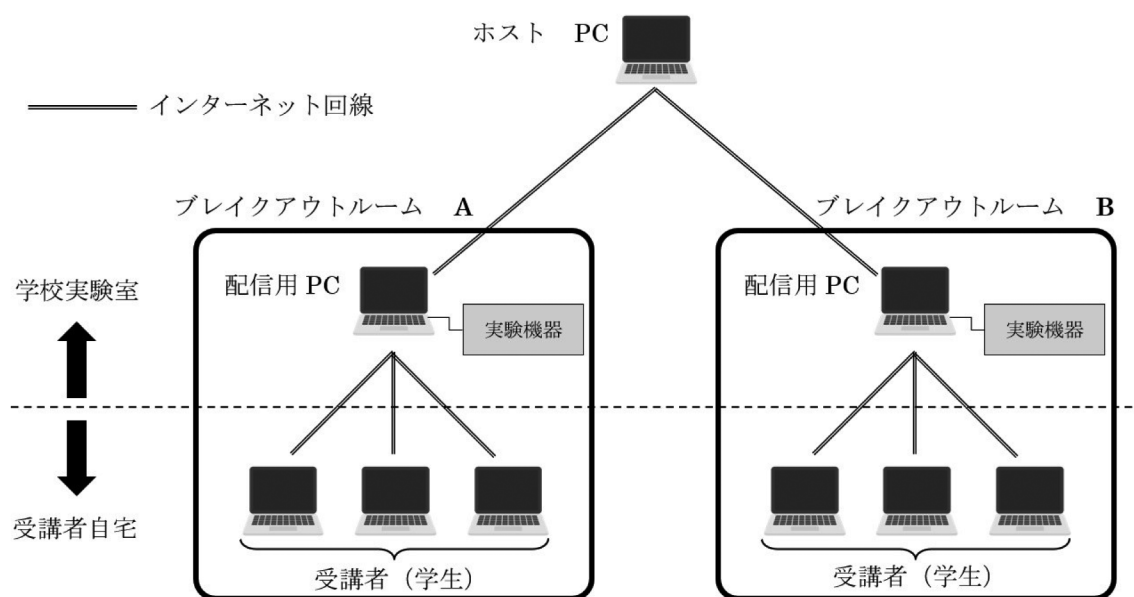 ホスト PC
インターネット回線
ブレイクアウトルーム A
ブレイクアウトルーム B
学校実験室
配信用 PC
実験機器
配信用 PC
実験機器
受講者自宅
受講者（学生）
受講者（学生）